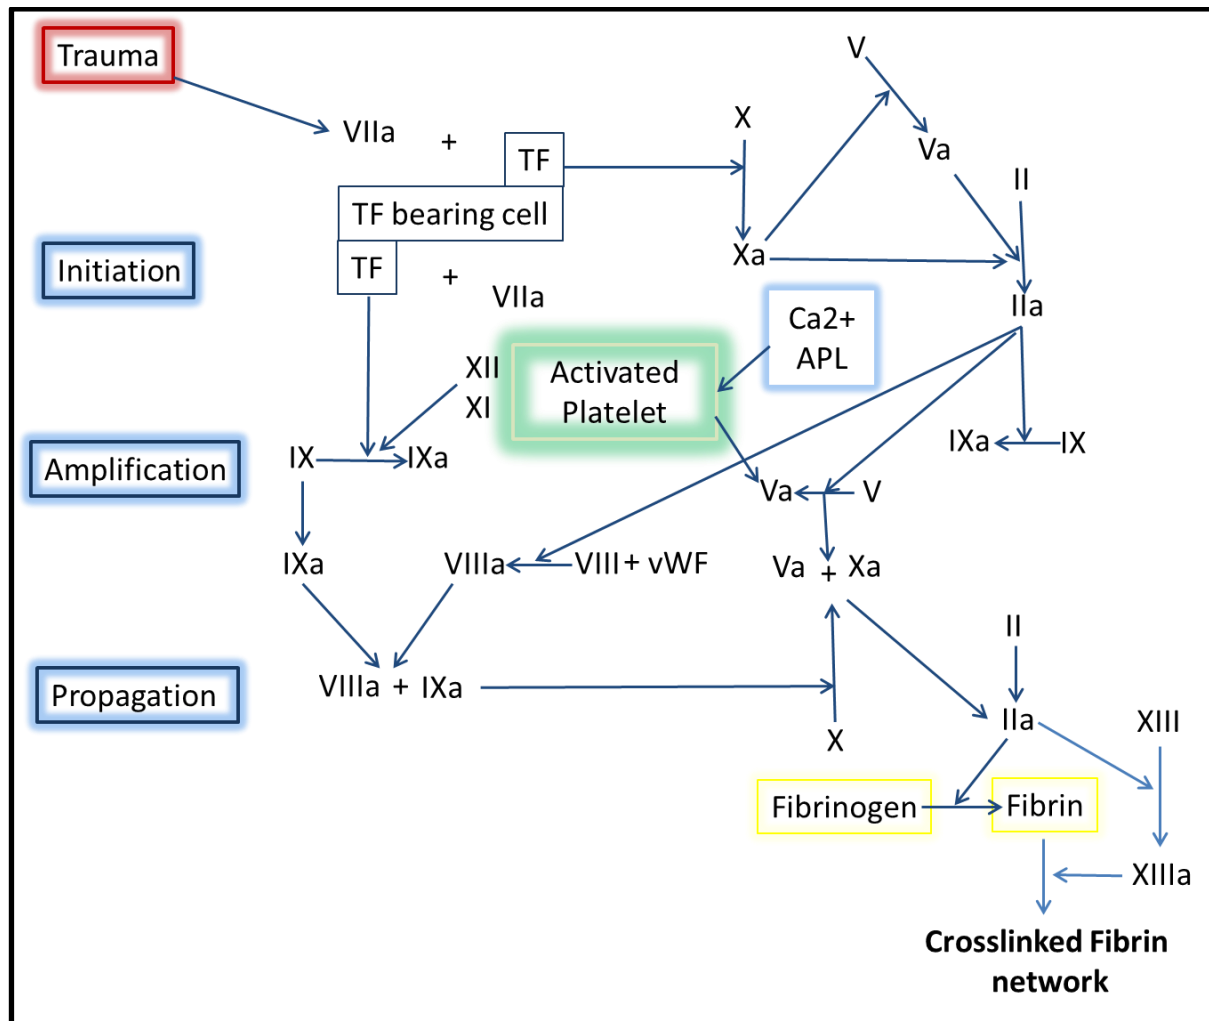 Trauma
V
X
VIIa + TF
Va
II
TF bearing cell
Xa
Initiation
TF + VIIa
IIa
Ca2+
APL
XII
XI
Activated
Platelet
Amplification
IX IXa
IXa IX
Va V
IXa
VIIIa VIII + vWF
Va + Xa
II
Propagation
VIIIa + IXa
X
IIa
XIII
Fibrinogen Fibrin
XIIIa
Crosslinked Fibrin
network